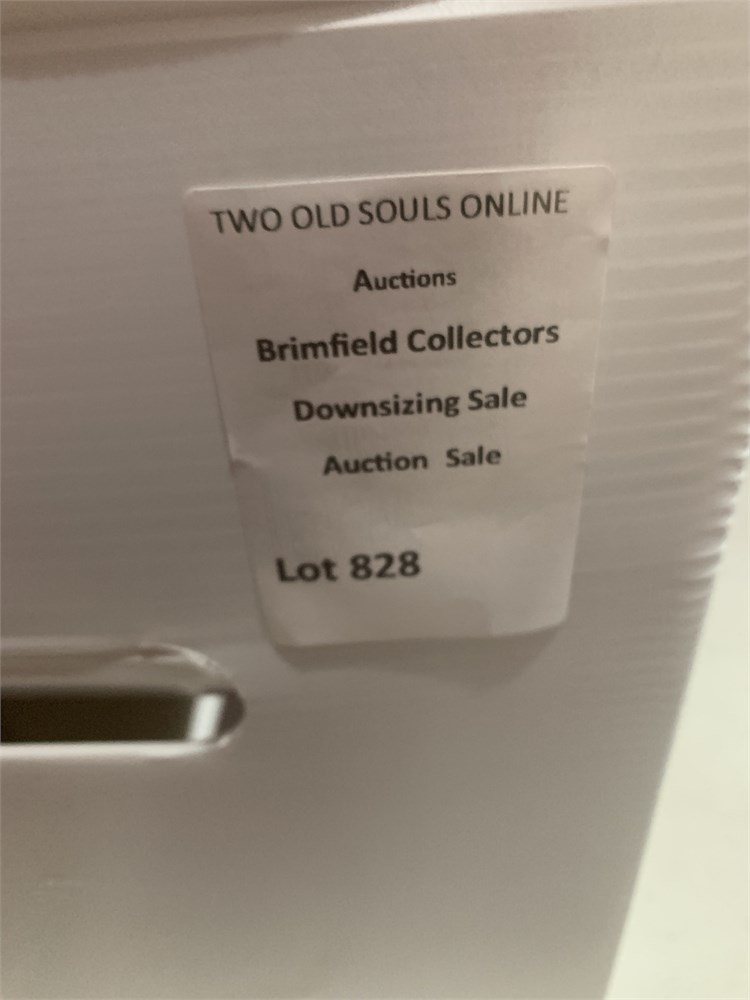 TWO OLD SOULS ONLINE
Auctions
Brimfield Collectors
Downsizing Sale
Auction Sale
Lot 828